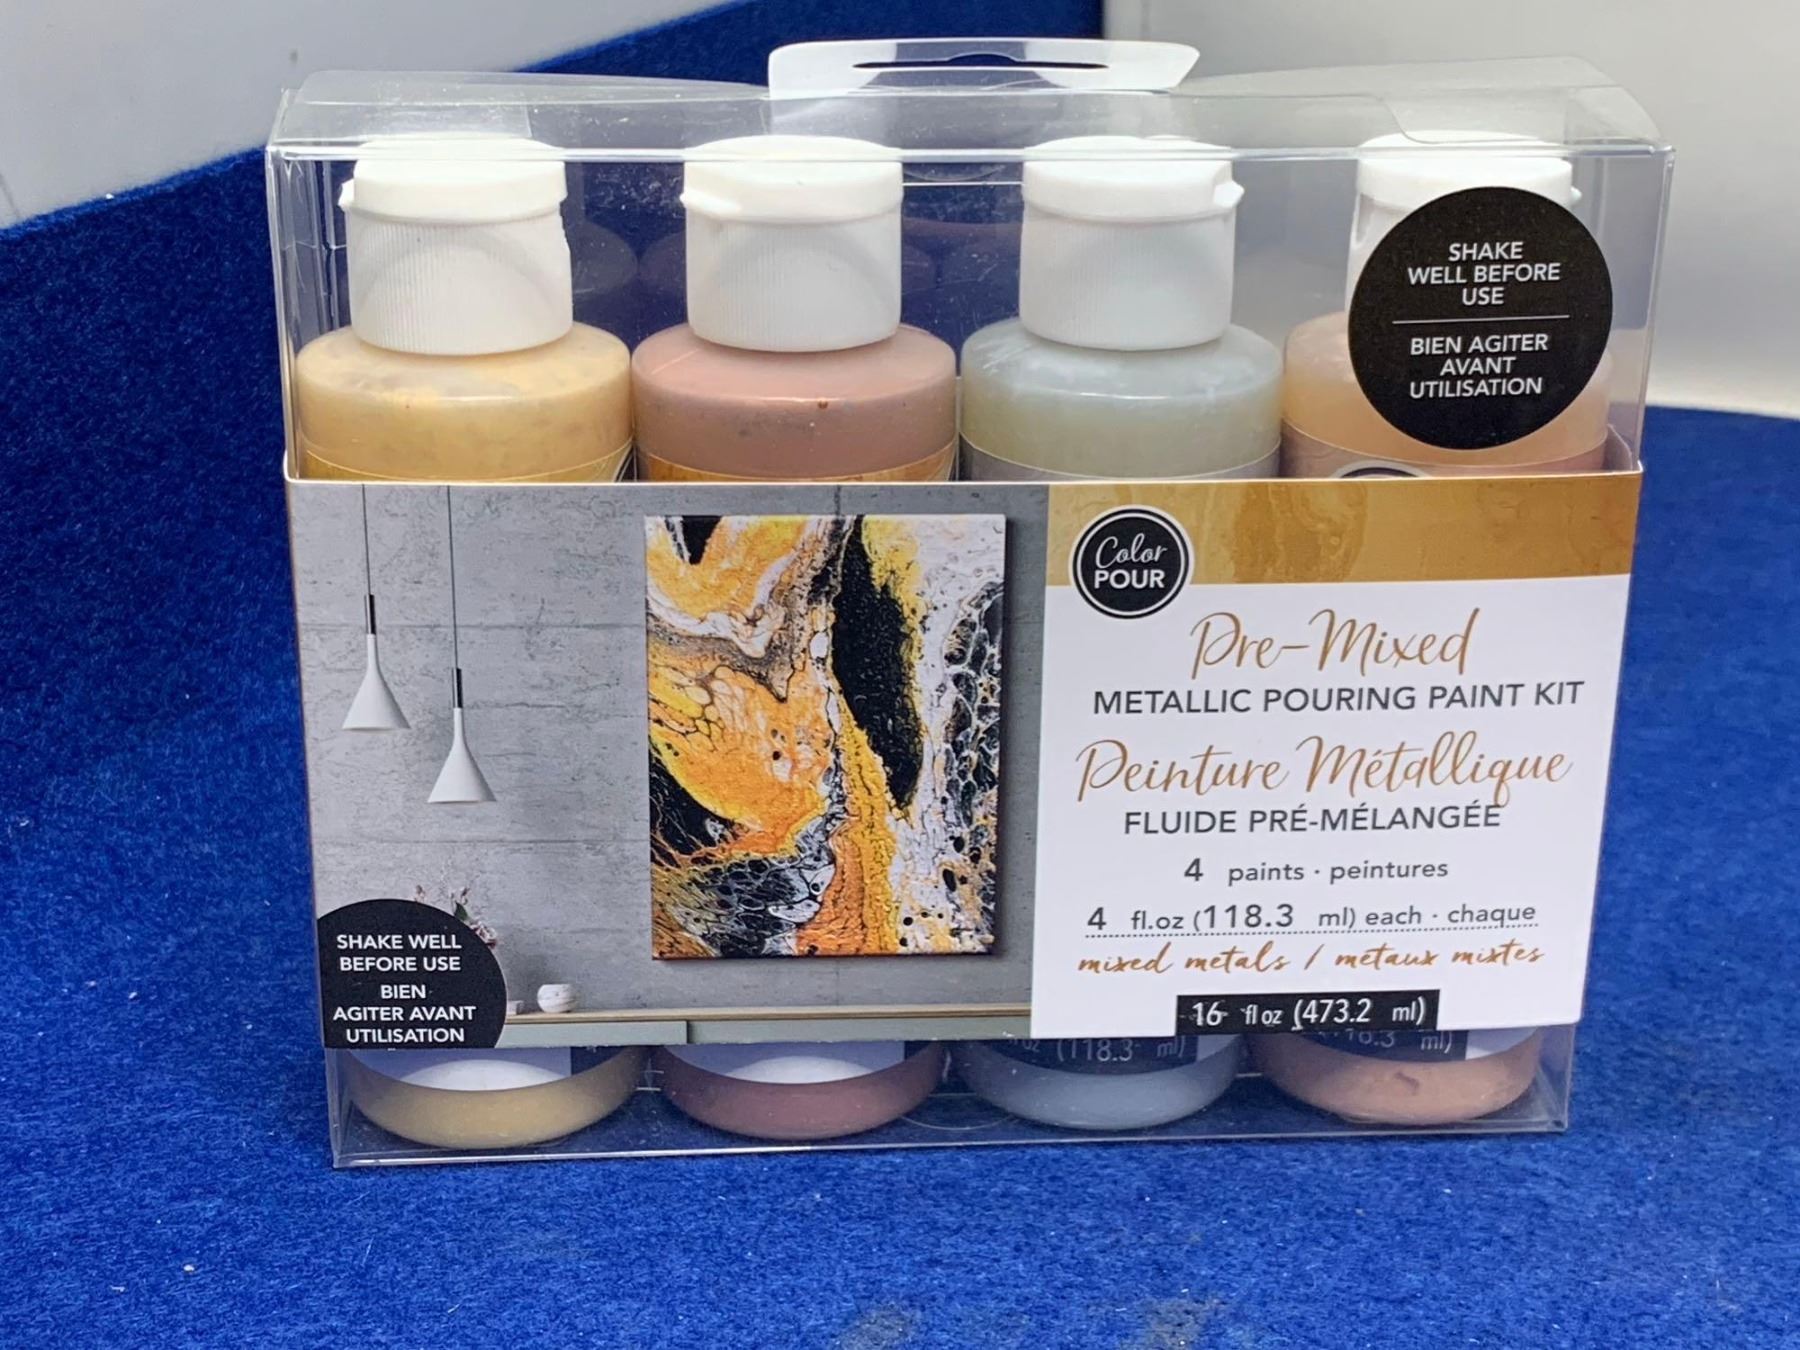 SHAKE
WELL BEFORE
USE
BIEN AGITER
AVANT
UTILISATION
Color
POUR
Pre-Mixed
METALLIC POURING PAINT KIT
Peinture Métallique
FLUIDE PRÉ-MÉLANGÉE
4 paints · peintures
4 fl.oz (118.3 ml) each · chaque
mixed metals / métaux mixtes
16 fl oz (473.2 ml)
SHAKE WELL
BEFORE USE
BIEN
AGITER AVANT
UTILISATION
oz (118.3 ml)
ml)